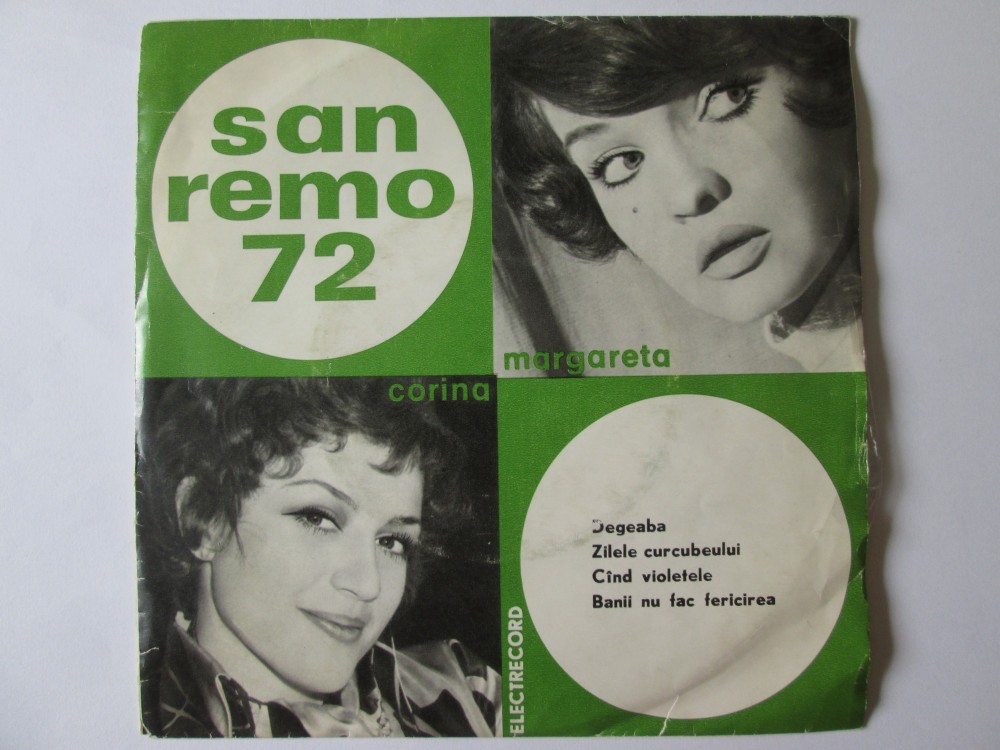 san
remo
72
margareta
corina
Degeaba
Zilele curcubeului
Cînd violetele
Banii nu fac fericirea
ELECTRECORD